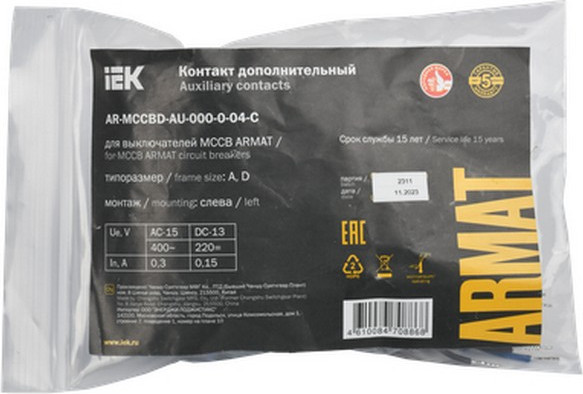 IEK
Контакт дополнительный
Auxiliary contacts
AR-MCCBD-AU-000-0-04-C
для выключателей MCCB ARMAT /
for MCCB ARMAT circuit breakers
типоразмер / frame size: A, D
монтаж / mounting: слева / left
Ue, V AC-15 DC-13
400~ 220=
In, A 0,3 0,15
Срок службы 15 лет / Service life 15 years
5
партия /
batch
2311
дата /
date
11.2023
EAC
2
ARMAT
4610084708868
www.iek.ru